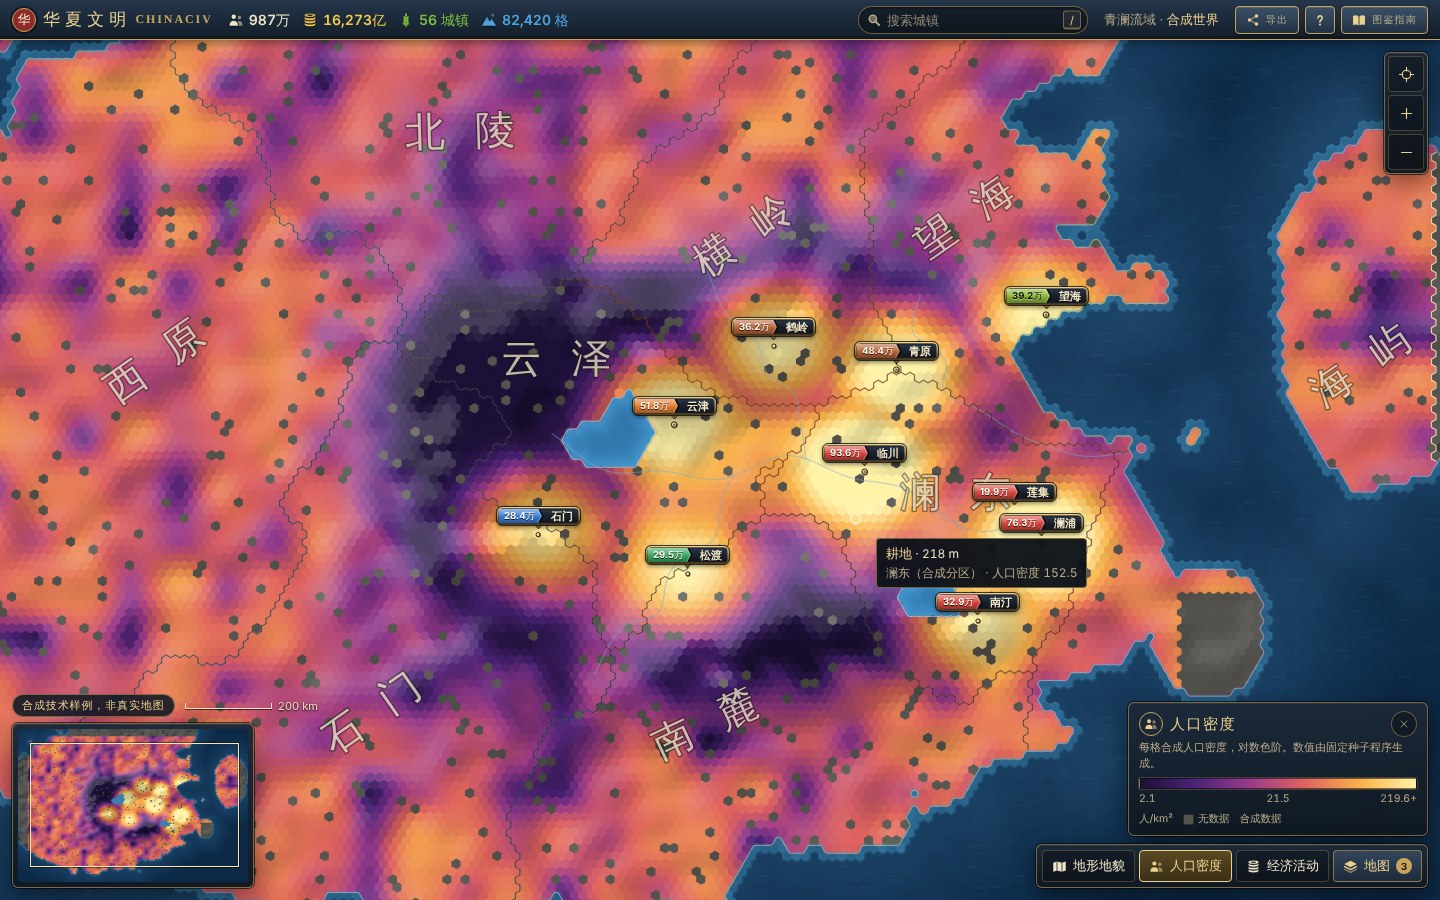 华 华夏文明 CHINACIV 987万 16,273亿 56 城镇 82,420 格 搜索城镇 / 青澜流域 · 合成世界 导出 ? 图鉴指南
北陵
横岭
望海
西原
云泽
海屿
澜东
石门
南麓
39.2万 望海
36.2万 鹤岭
48.4万 青原
51.8万 云津
93.6万 临川
19.9万 莲集
28.4万 石门
76.3万 澜浦
29.5万 松渡
耕地 · 218 m
澜东（合成分区） · 人口密度 152.5
32.9万 南汀
合成技术样例，非真实地图 200 km
人口密度
每格合成人口密度，对数色阶。数值由固定种子程序生
成。
2.1 21.5 219.6+
人/km² 无数据 合成数据
地形地貌 人口密度 经济活动 地图 3